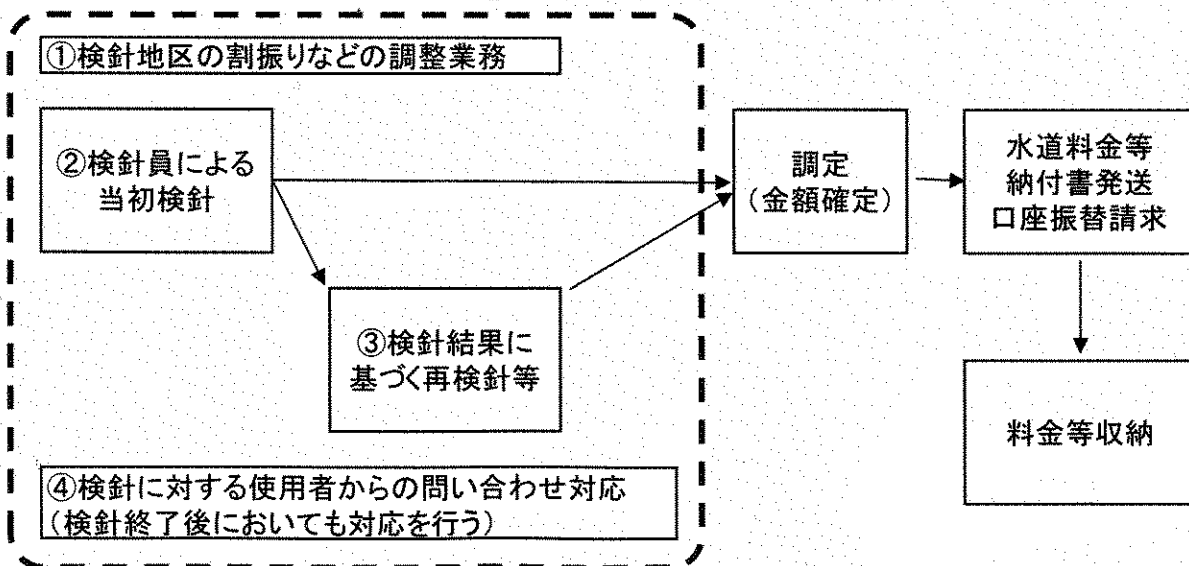 ①検針地区の割振りなどの調整業務
②検針員による
当初検針
③検針結果に
基づく再検針等
④検針に対する使用者からの問い合わせ対応
（検針終了後においても対応を行う）
調定
（金額確定）
水道料金等
納付書発送
口座振替請求
料金等収納